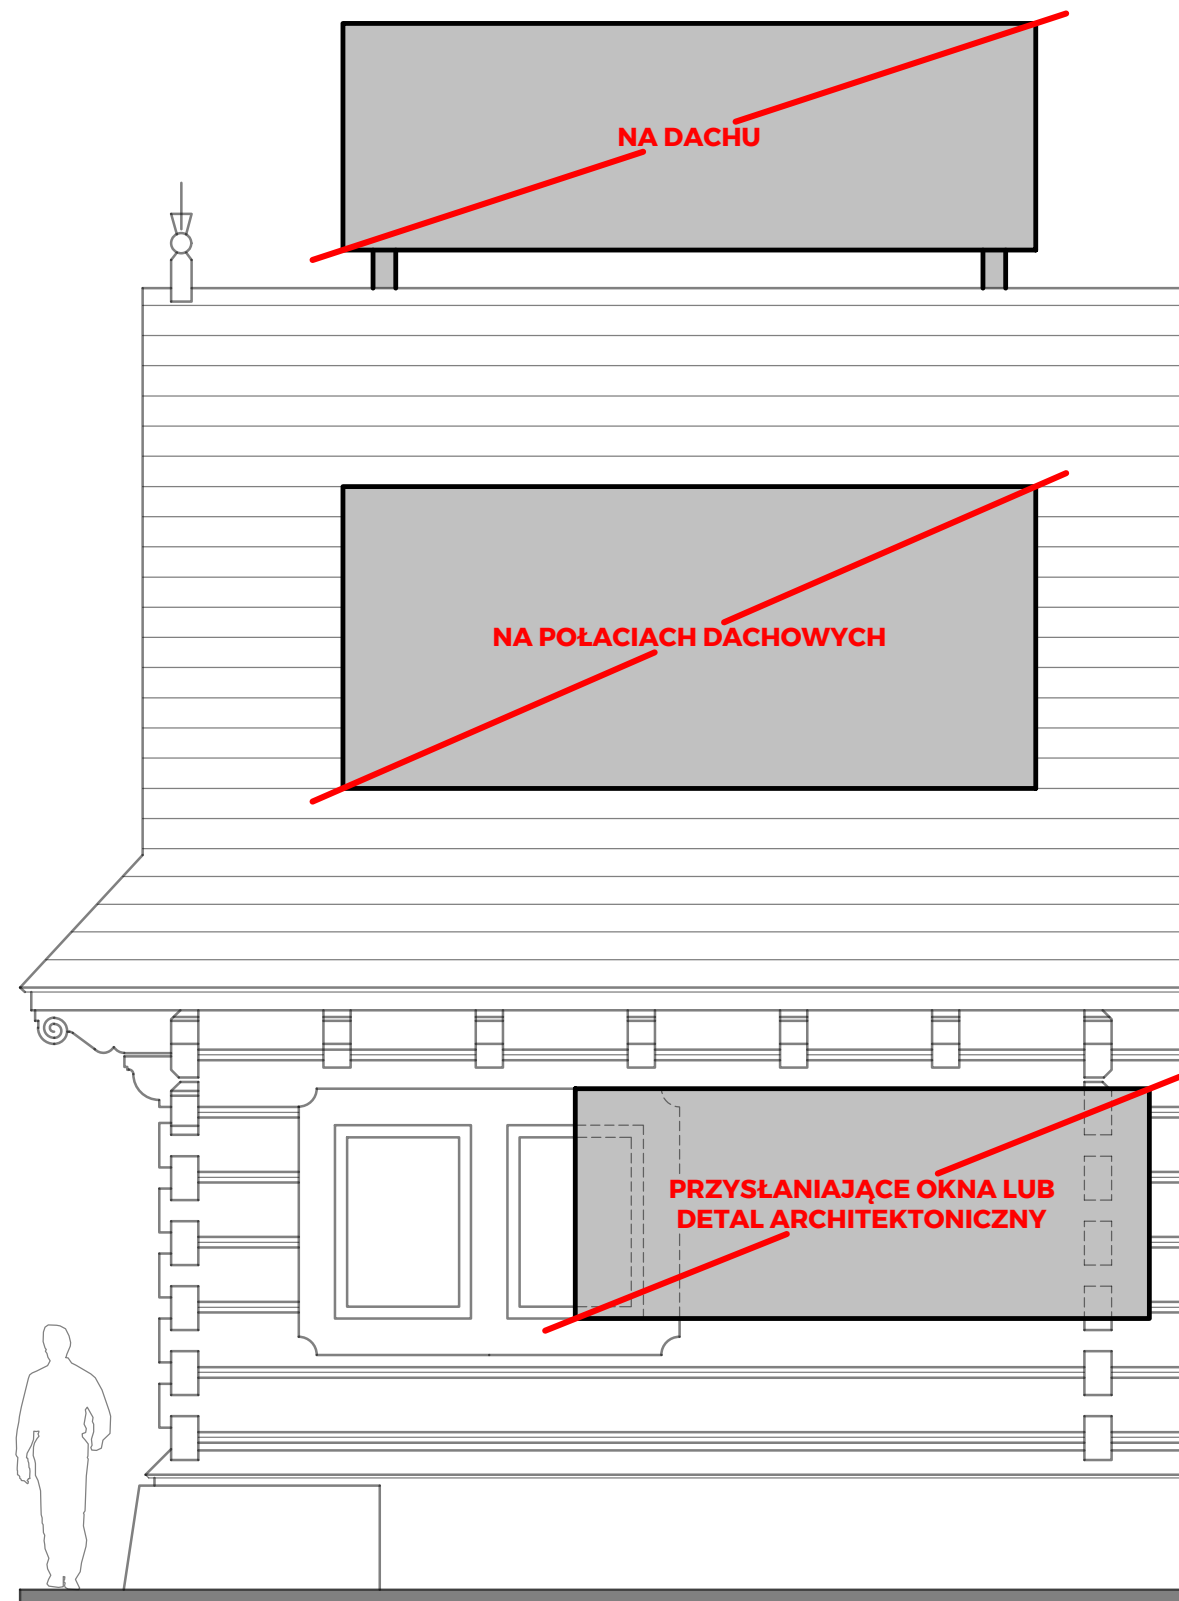 NA DACHU
NA POŁACIACH DACHOWYCH
PRZYSŁANIAJĄCE OKNA LUB
DETAL ARCHITEKTONICZNY